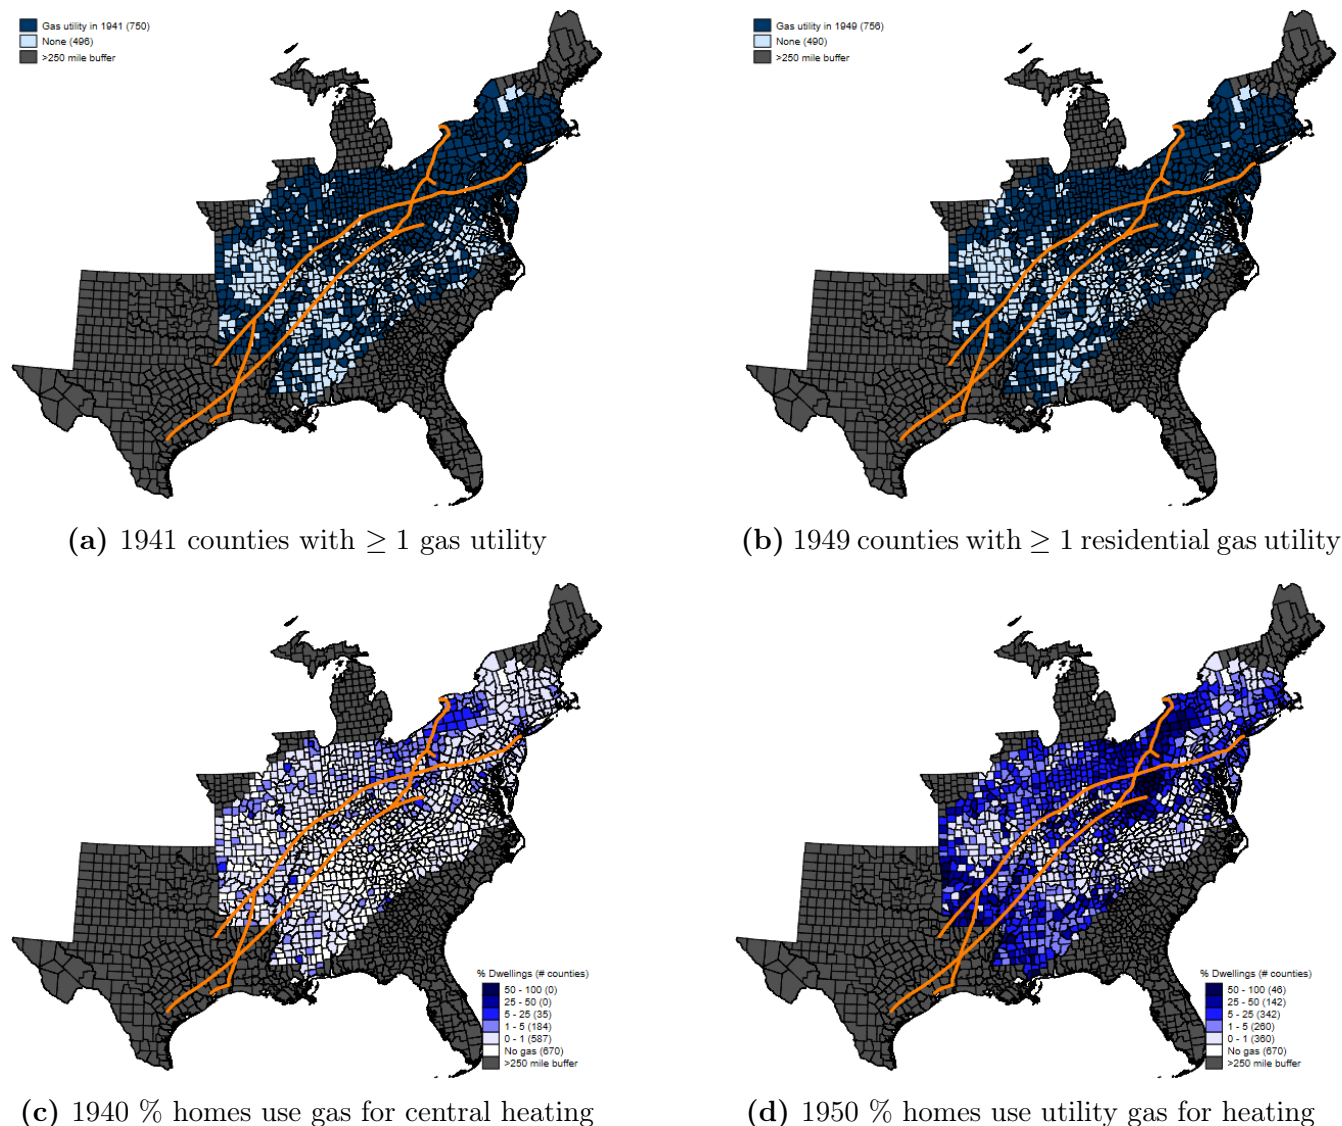 Gas utility in 1941 (750)
None (496)
>250 mile buffer
Gas utility in 1949 (756)
None (490)
>250 mile buffer
(a) 1941 counties with ≥ 1 gas utility
(b) 1949 counties with ≥ 1 residential gas utility
% Dwellings (# counties)
50 - 100 (0)
25 - 50 (0)
5 - 25 (35)
1 - 5 (184)
0 - 1 (587)
No gas (670)
>250 mile buffer
% Dwellings (# counties)
50 - 100 (46)
25 - 50 (142)
5 - 25 (342)
1 - 5 (260)
0 - 1 (360)
No gas (670)
>250 mile buffer
(c) 1940 % homes use gas for central heating
(d) 1950 % homes use utility gas for heating